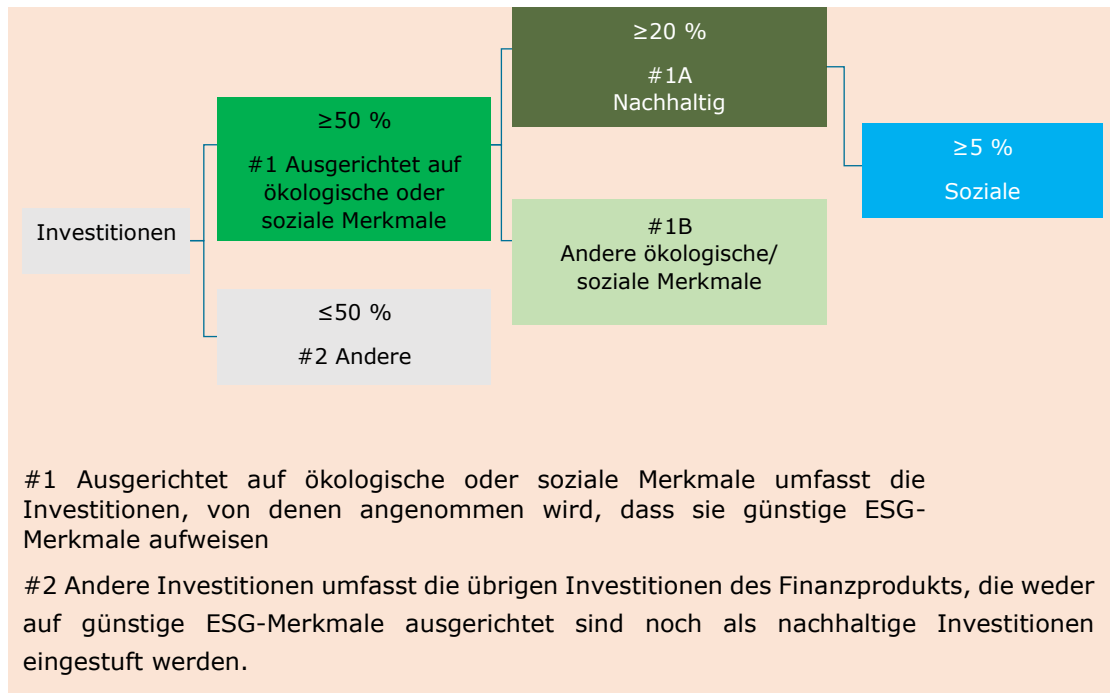 ≥20 %
#1A
Nachhaltig
≥50 %
#1 Ausgerichtet auf
ökologische oder
soziale Merkmale
≥5 %
Soziale
Investitionen
#1B
Andere ökologische/
soziale Merkmale
≤50 %
#2 Andere
#1 Ausgerichtet auf ökologische oder soziale Merkmale umfasst die
Investitionen, von denen angenommen wird, dass sie günstige ESG-
Merkmale aufweisen
#2 Andere Investitionen umfasst die übrigen Investitionen des Finanzprodukts, die weder
auf günstige ESG-Merkmale ausgerichtet sind noch als nachhaltige Investitionen
eingestuft werden.